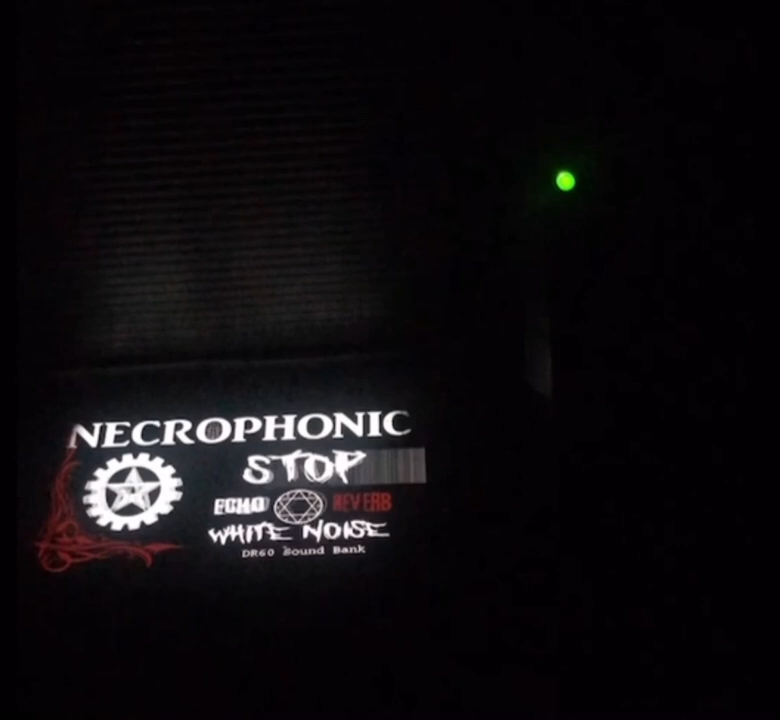 NECROPHONIC
STOP
ECHO REVERB
WHITE NOISE
DR60 Sound Bank